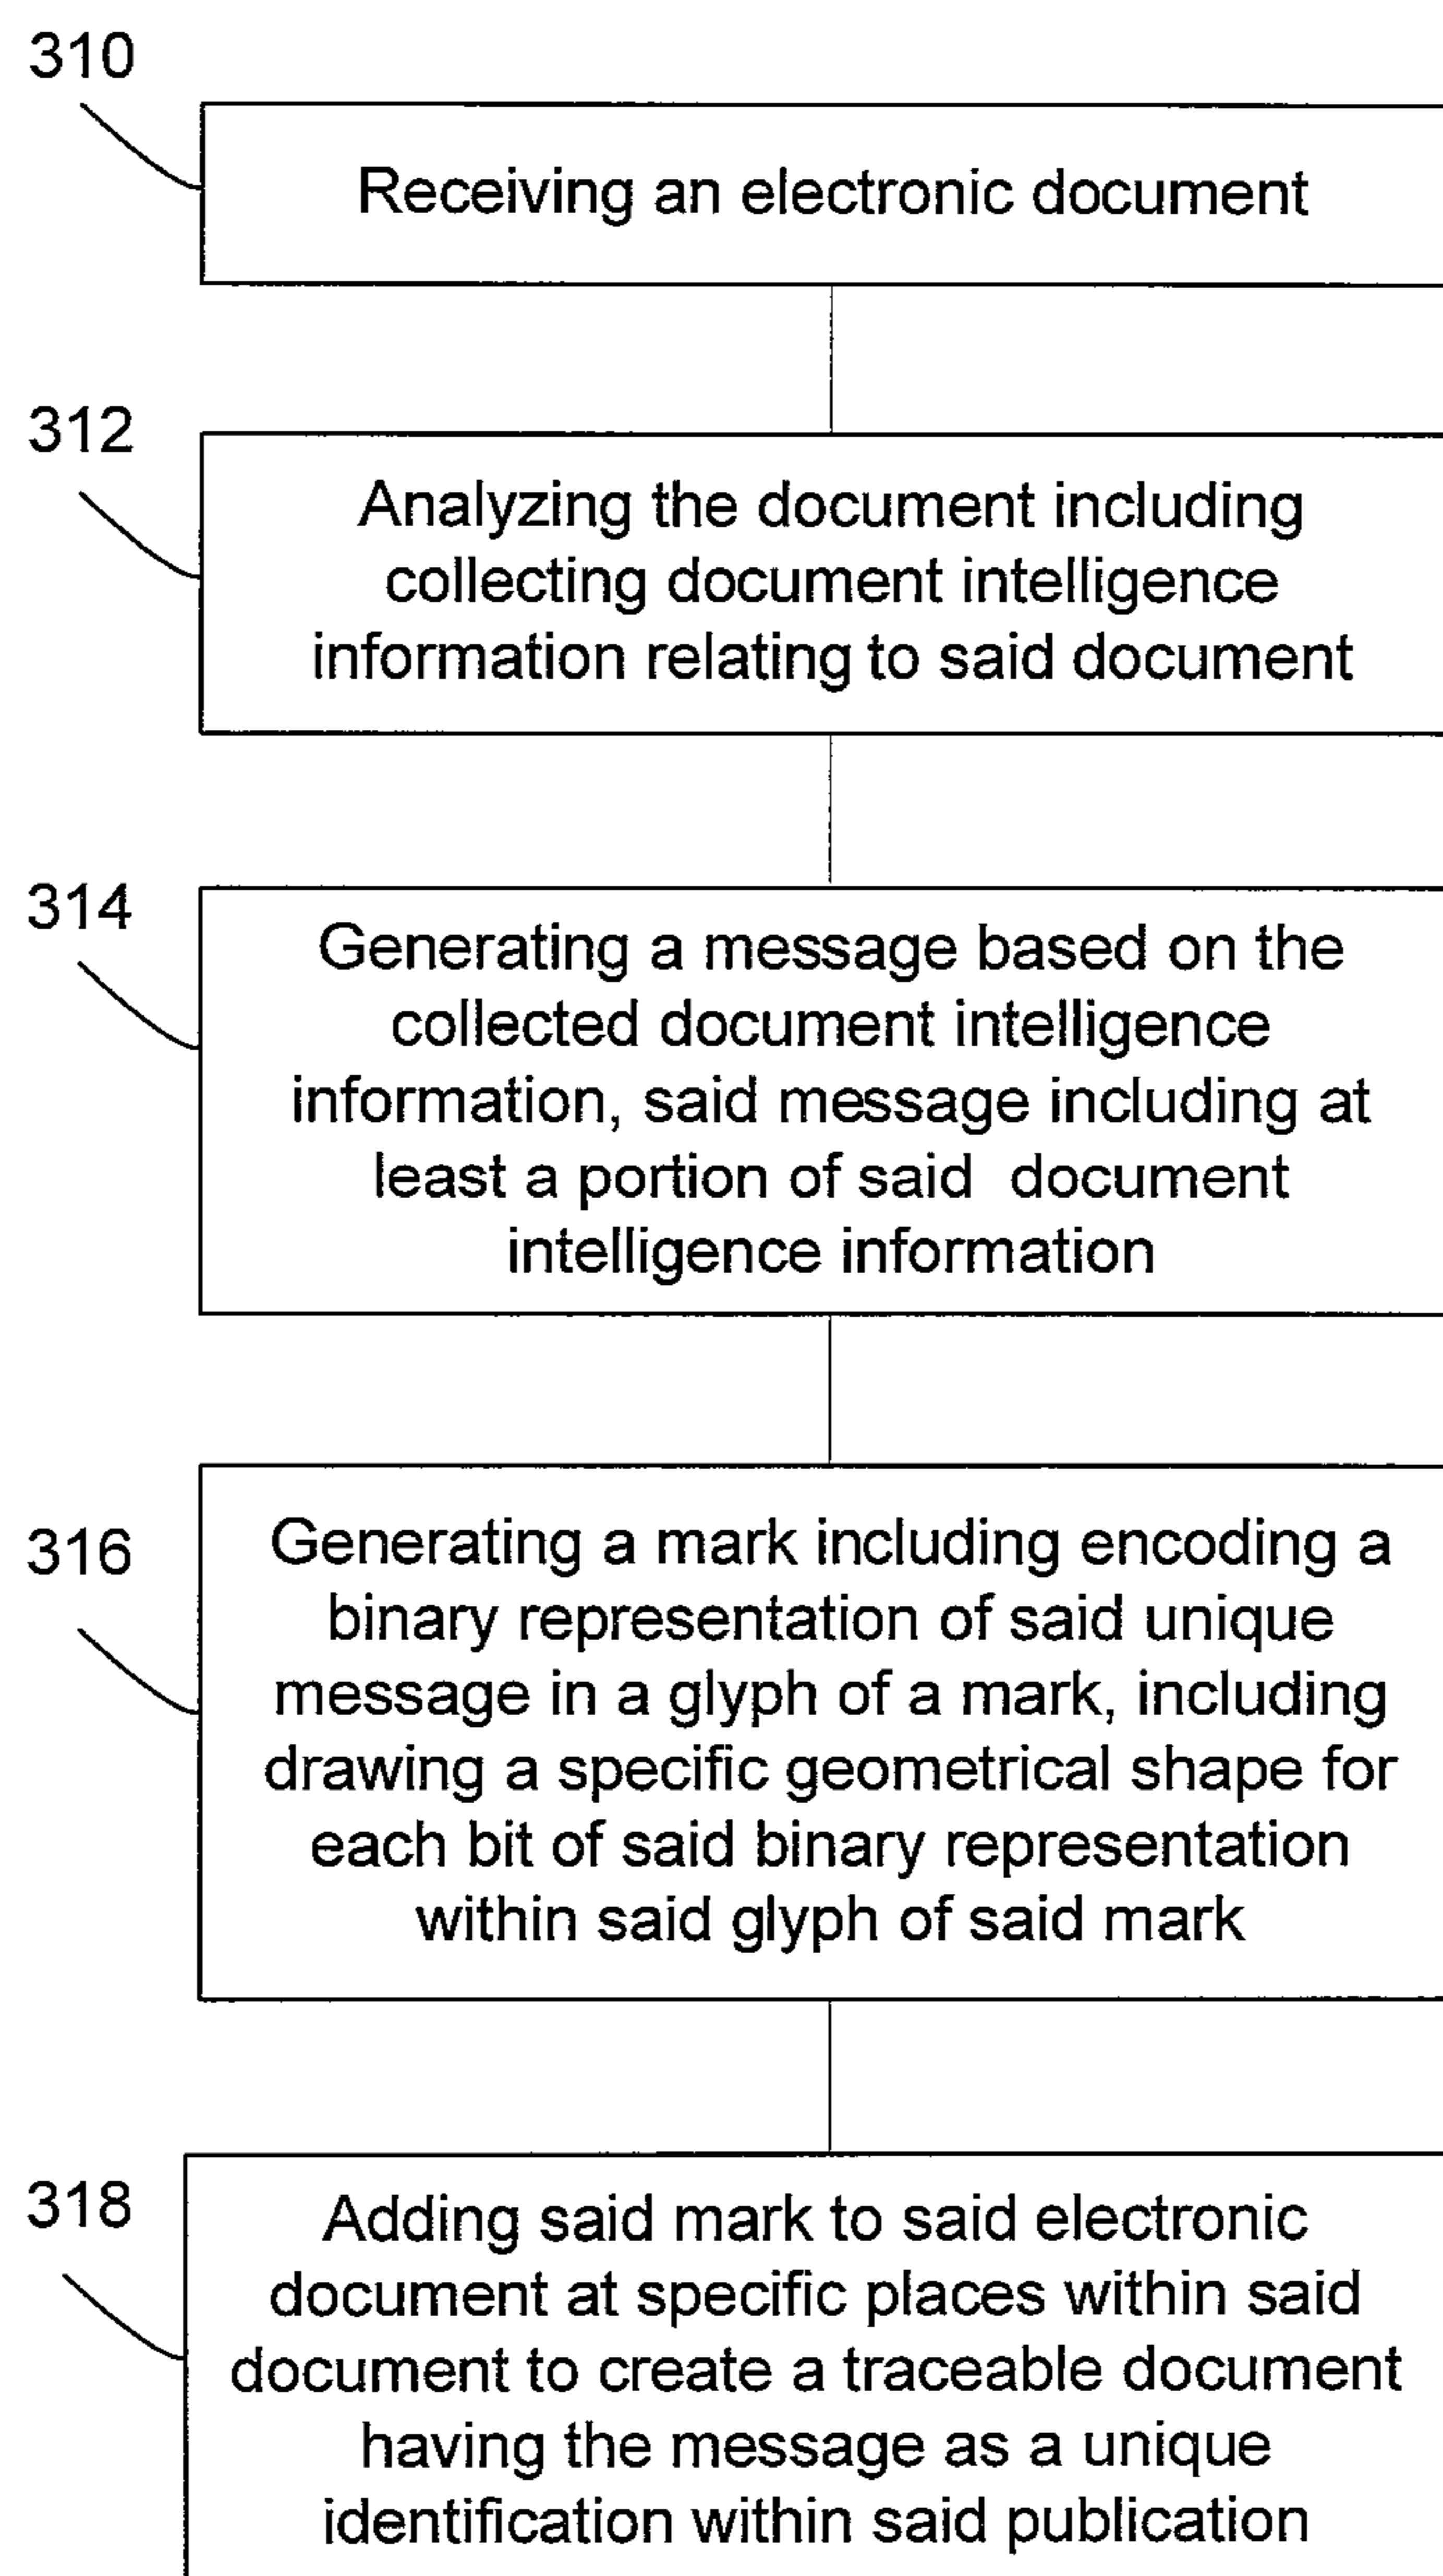 310
Receiving an electronic document
312
Analyzing the document including
collecting document intelligence
information relating to said document
314
Generating a message based on the
collected document intelligence
information, said message including at
least a portion of said document
intelligence information
316
Generating a mark including encoding a
binary representation of said unique
message in a glyph of a mark, including
drawing a specific geometrical shape for
each bit of said binary representation
within said glyph of said mark
318
Adding said mark to said electronic
document at specific places within said
document to create a traceable document
having the message as a unique
identification within said publication